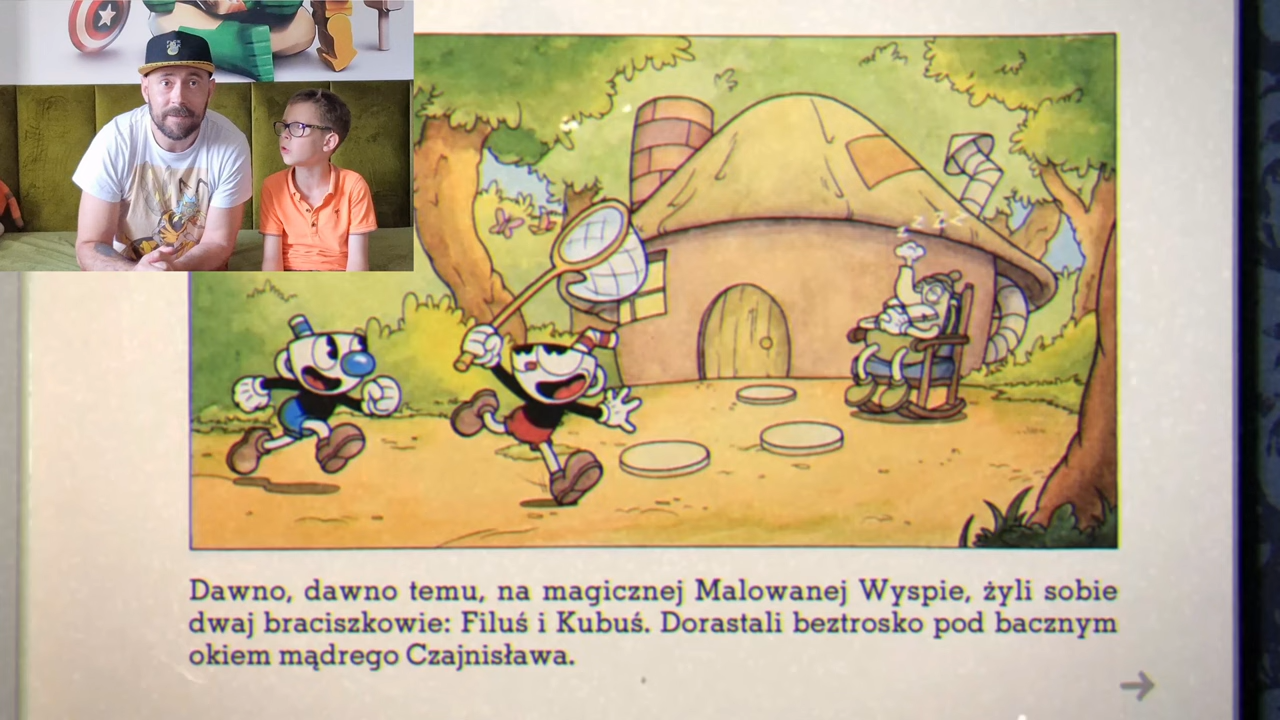 z z z z
Dawno, dawno temu, na magicznej Malowanej Wyspie, żyli sobie
dwaj braciszkowie: Filuś i Kubuś. Dorastali beztrosko pod bacznym
okiem mądrego Czajnisława.